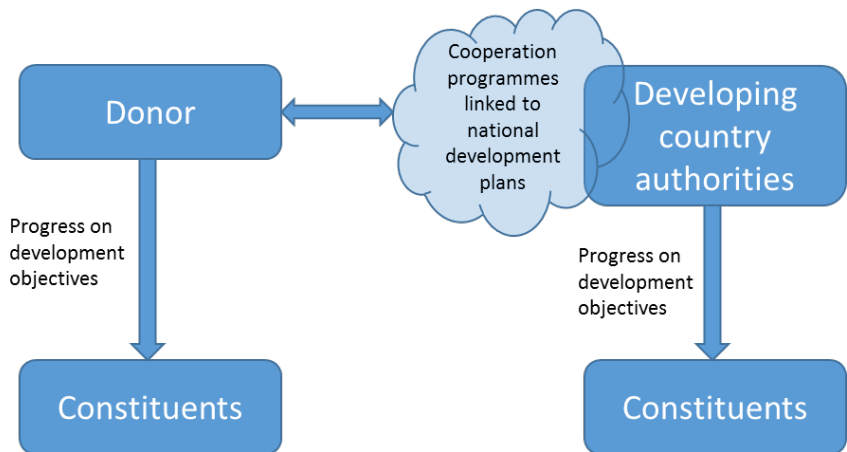 Donor
Cooperation
programmes
linked to
national
development
plans
Developing
country
authorities
Progress on
development
objectives
Progress on
development
objectives
Constituents
Constituents